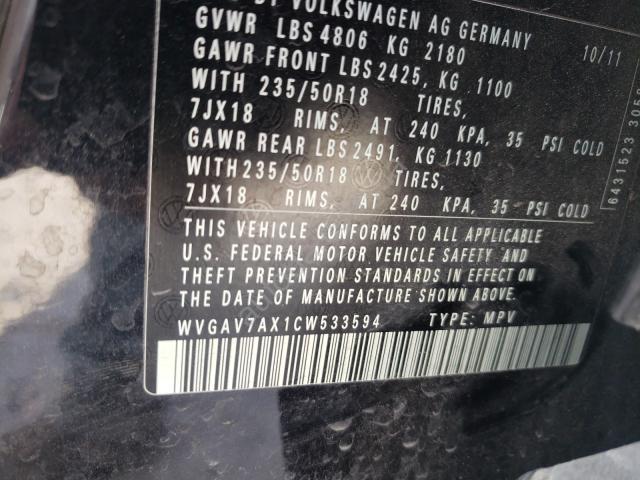 BY VOLKSWAGEN AG GERMANY
GVWR LBS 4806 KG 2180 10/11
GAWR FRONT LBS 2425, KG 1100
WITH 235/50R18 TIRES,
7JX18 RIMS, AT 240 KPA, 35 PSI COLD
GAWR REAR LBS 2491, KG 1130
WITH 235/50R18 TIRES,
7JX18 RIMS, AT 240 KPA, 35 PSI COLD
THIS VEHICLE CONFORMS TO ALL APPLICABLE
U.S. FEDERAL MOTOR VEHICLE SAFETY AND
THEFT PREVENTION STANDARDS IN EFFECT ON
THE DATE OF MANUFACTURE SHOWN ABOVE.
WVGAV7AX1CW533594 TYPE: MPV